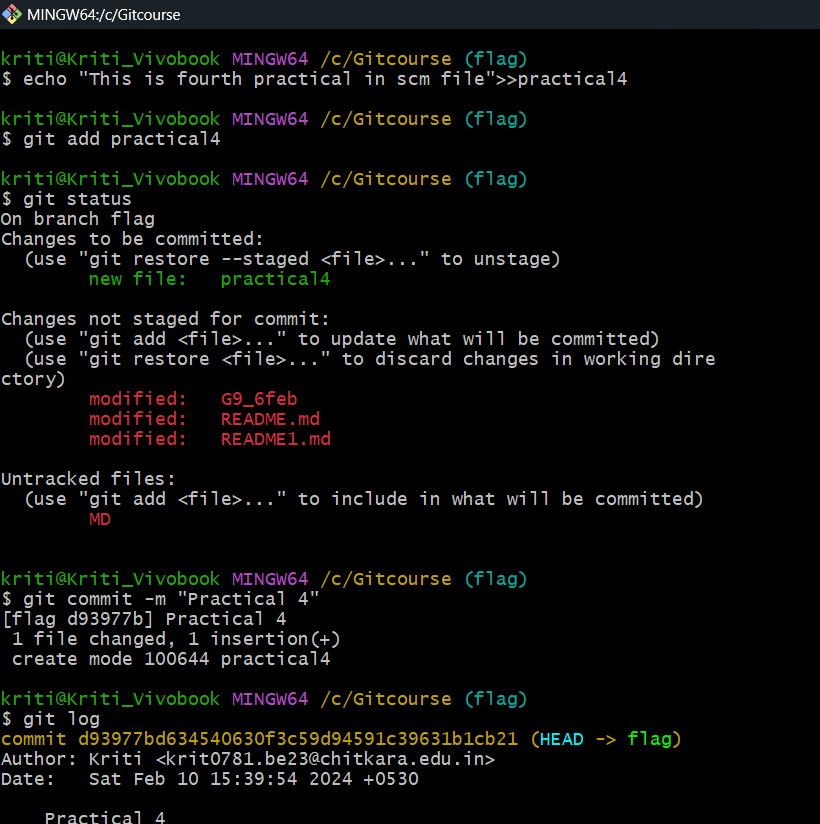 MINGW64:/c/Gitcourse
kriti@Kriti_Vivobook MINGW64 /c/Gitcourse (flag)
$ echo "This is fourth practical in scm file">>practical4
kriti@Kriti_Vivobook MINGW64 /c/Gitcourse (flag)
$ git add practical4
kriti@Kriti_Vivobook MINGW64 /c/Gitcourse (flag)
$ git status
On branch flag
Changes to be committed:
  (use "git restore --staged <file>..." to unstage)
        new file:   practical4
Changes not staged for commit:
  (use "git add <file>..." to update what will be committed)
  (use "git restore <file>..." to discard changes in working dire
ctory)
        modified:   G9_6feb
        modified:   README.md
        modified:   README1.md
Untracked files:
  (use "git add <file>..." to include in what will be committed)
        MD
kriti@Kriti_Vivobook MINGW64 /c/Gitcourse (flag)
$ git commit -m "Practical 4"
[flag d93977b] Practical 4
 1 file changed, 1 insertion(+)
 create mode 100644 practical4
kriti@Kriti_Vivobook MINGW64 /c/Gitcourse (flag)
$ git log
commit d93977bd634540630f3c59d94591c39631b1cb21 (HEAD -> flag)
Author: Kriti <krit0781.be23@chitkara.edu.in>
Date:   Sat Feb 10 15:39:54 2024 +0530
    Practical 4